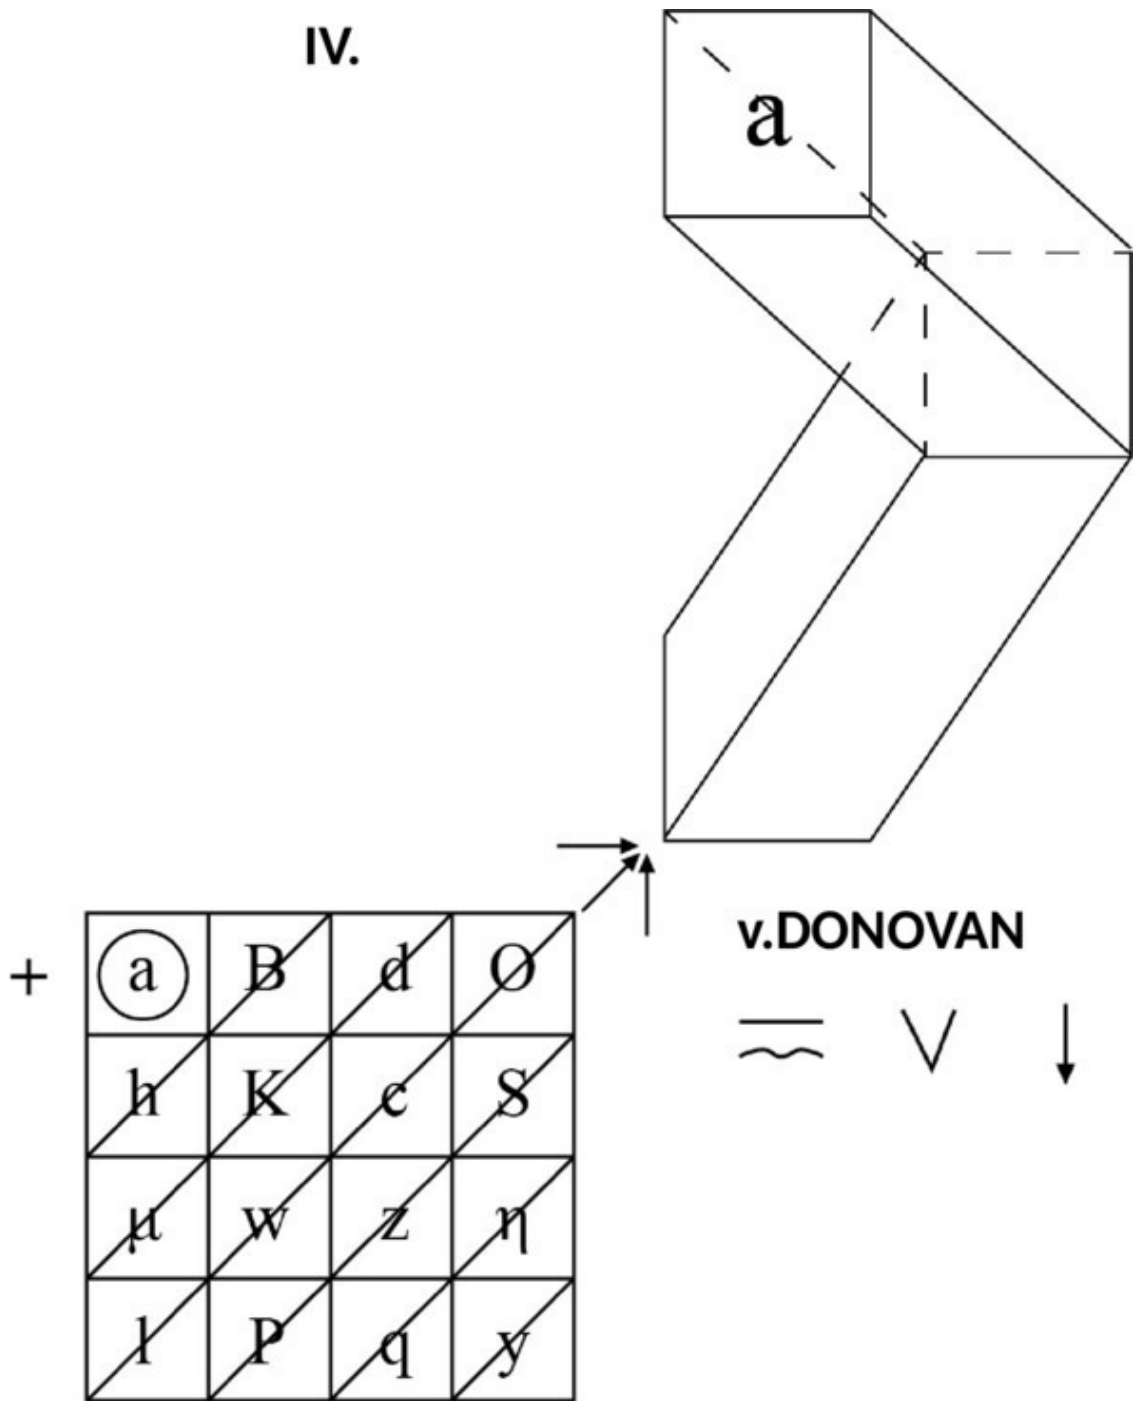 IV.
a
v.DONOVAN
+ a B d O
h K c S
μ w z η
l P q y